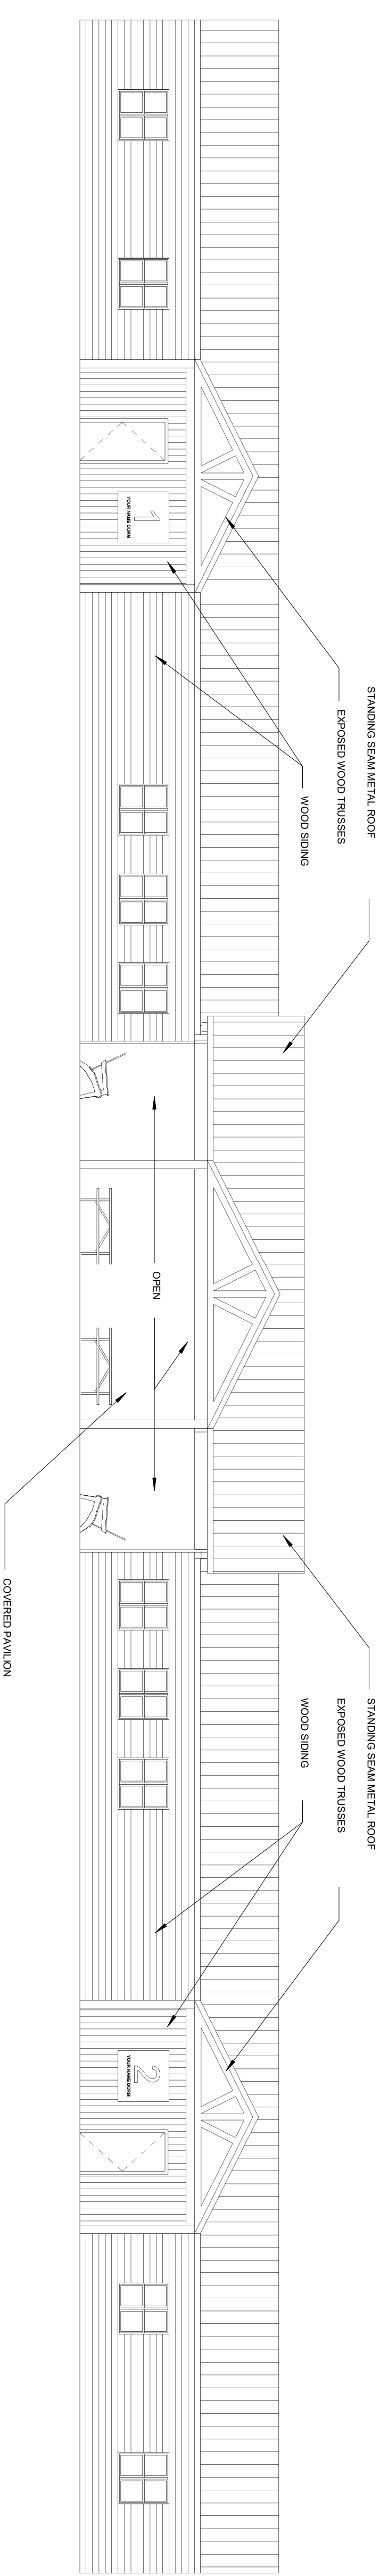 STANDING SEAM METAL ROOF
STANDING SEAM METAL ROOF
EXPOSED WOOD TRUSSES
EXPOSED WOOD TRUSSES
WOOD SIDING
WOOD SIDING
1
YOUR NAME DORM
OPEN
2
YOUR NAME DORM
COVERED PAVILION